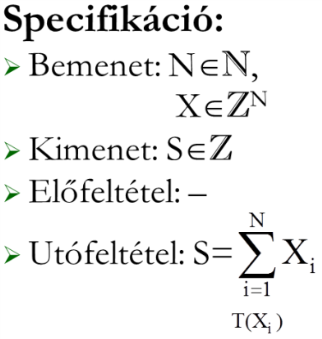 Specifikáció:
➢ Bemenet: N∈ℕ,
X∈ℤᴺ
➢ Kimenet: S∈ℤ
➢ Előfeltétel: –
N
➢ Utófeltétel: S=∑Xᵢ
i=1
T(Xᵢ)